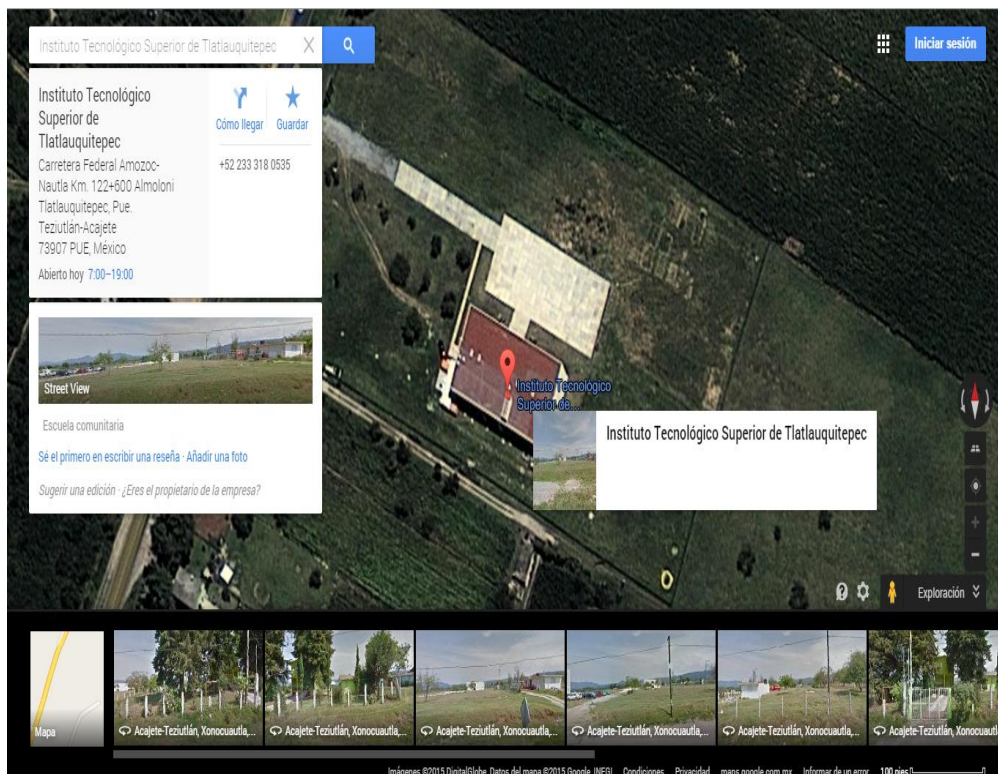 Instituto Tecnológico Superior de Tlatlauquitepec
Iniciar sesión
Instituto Tecnológico
Superior de
Tlatlauquitepec
Carretera Federal Amozoc-
Nautla Km. 122+600 Almoloni
Tlatlauquitepec, Pue.
Teziutlán-Acajete
73907 PUE, México
Abierto hoy 7:00–19:00
Cómo llegar
Guardar
+52 233 318 0535
Street View
Escuela comunitaria
Sé el primero en escribir una reseña · Añadir una foto
Sugerir una edición · ¿Eres el propietario de la empresa?
Instituto Tecnológico
Superior de...
Instituto Tecnológico Superior de Tlatlauquitepec
Exploración
Mapa
Acajete-Teziutlán, Xonocuautla,...
Acajete-Teziutlán, Xonocuautla,...
Acajete-Teziutlán, Xonocuautla,...
Acajete-Teziutlán, Xonocuautla,...
Acajete-Teziutlán, Xonocuautla,...
Acajete-Teziutlán, Xonocuautla
Imágenes ©2015 DigitalGlobe, Datos del mapa ©2015 Google, INEGI Condiciones Privacidad maps.google.com.mx Informar de un error 100 pies